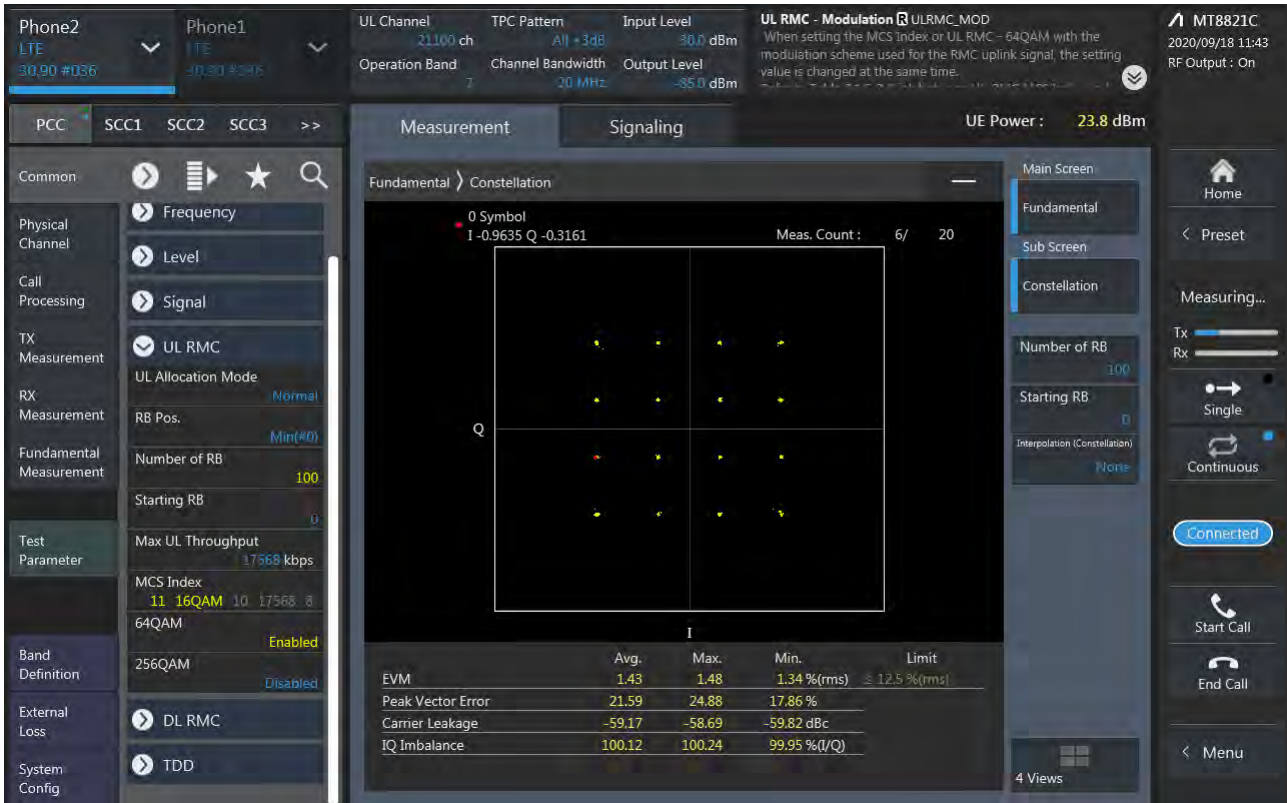 Phone2
LTE
30.90 #036
Phone1
LTE
UL Channel
21100 ch
TPC Pattern
All +3dB
Input Level
30.0 dBm
Operation Band
7
Channel Bandwidth
20 MHz
Output Level
-85.0 dBm
UL RMC - Modulation R ULRMC_MOD
When setting the MCS Index or UL RMC - 64QAM with the
modulation scheme used for the RMC uplink signal, the setting
value is changed at the same time.
MT8821C
2020/09/18 11:43
RF Output : On
PCC SCC1 SCC2 SCC3 >>
Measurement
Signaling
UE Power : 23.8 dBm
Common
Physical
Channel
Call
Processing
TX
Measurement
RX
Measurement
Fundamental
Measurement
Test
Parameter
Band
Definition
External
Loss
System
Config
Frequency
Level
Signal
UL RMC
UL Allocation Mode
Normal
RB Pos.
Min(#0)
Number of RB
100
Starting RB
0
Max UL Throughput
17568 kbps
MCS Index
11 16QAM 10 17568 8
64QAM
Enabled
256QAM
Disabled
DL RMC
TDD
Fundamental ⟩ Constellation
0 Symbol
I -0.9635 Q -0.3161
Meas. Count : 6/ 20
Q
I
Avg. Max. Min. Limit
EVM 1.43 1.48 1.34 %(rms) ≤ 12.5 %(rms)
Peak Vector Error 21.59 24.88 17.86 %
Carrier Leakage -59.17 -58.69 -59.82 dBc
IQ Imbalance 100.12 100.24 99.95 %(I/Q)
Main Screen
Fundamental
Sub Screen
Constellation
Number of RB
100
Starting RB
0
Interpolation (Constellation)
None
4 Views
Home
< Preset
Measuring...
Tx
Rx
Single
Continuous
Connected
Start Call
End Call
< Menu